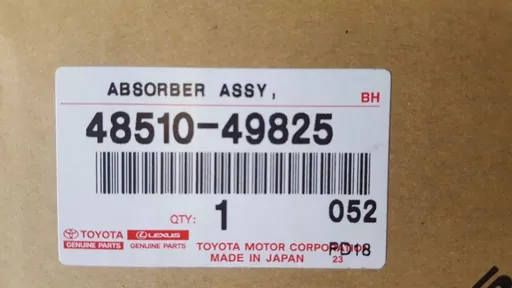 ABSORBER ASSY,
BH
48510-49825
QTY: 1 052
TOYOTA LEXUS
GENUINE PARTS GENUINE PARTS
TOYOTA MOTOR CORPORATION PD18
MADE IN JAPAN 23